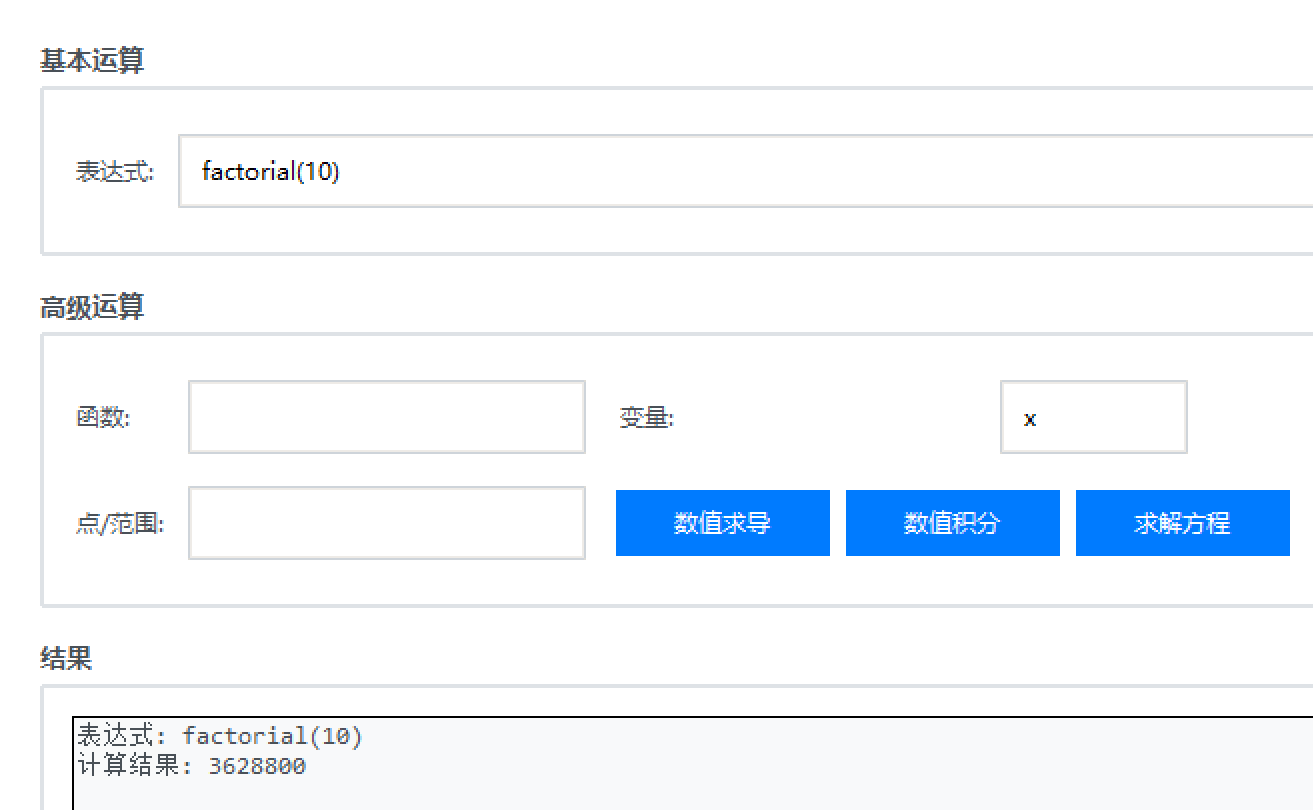 基本运算
表达式: factorial(10)
高级运算
函数: 变量: x
点/范围: 数值求导 数值积分 求解方程
结果
表达式: factorial(10)
计算结果: 3628800